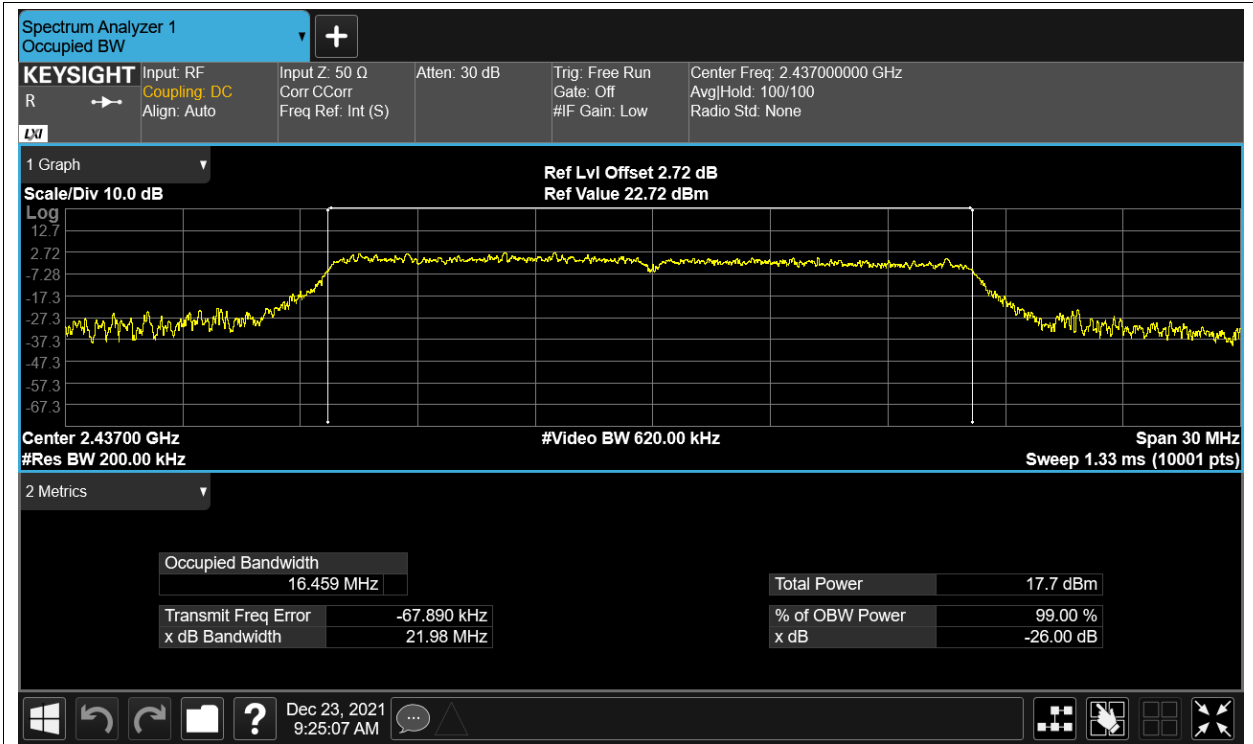 Spectrum Analyzer 1
Occupied BW
KEYSIGHT
R
LXI
Input: RF
Coupling: DC
Align: Auto
Input Z: 50 Ω
Corr CCorr
Freq Ref: Int (S)
Atten: 30 dB
Trig: Free Run
Gate: Off
#IF Gain: Low
Center Freq: 2.437000000 GHz
Avg|Hold: 100/100
Radio Std: None
1 Graph
Scale/Div 10.0 dB
Ref Lvl Offset 2.72 dB
Ref Value 22.72 dBm
Log
12.7
2.72
-7.28
-17.3
-27.3
-37.3
-47.3
-57.3
-67.3
Center 2.43700 GHz
#Video BW 620.00 kHz
Span 30 MHz
#Res BW 200.00 kHz
Sweep 1.33 ms (10001 pts)
2 Metrics
Occupied Bandwidth
16.459 MHz
Transmit Freq Error -67.890 kHz
x dB Bandwidth 21.98 MHz
Total Power 17.7 dBm
% of OBW Power 99.00 %
x dB -26.00 dB
?
Dec 23, 2021
9:25:07 AM